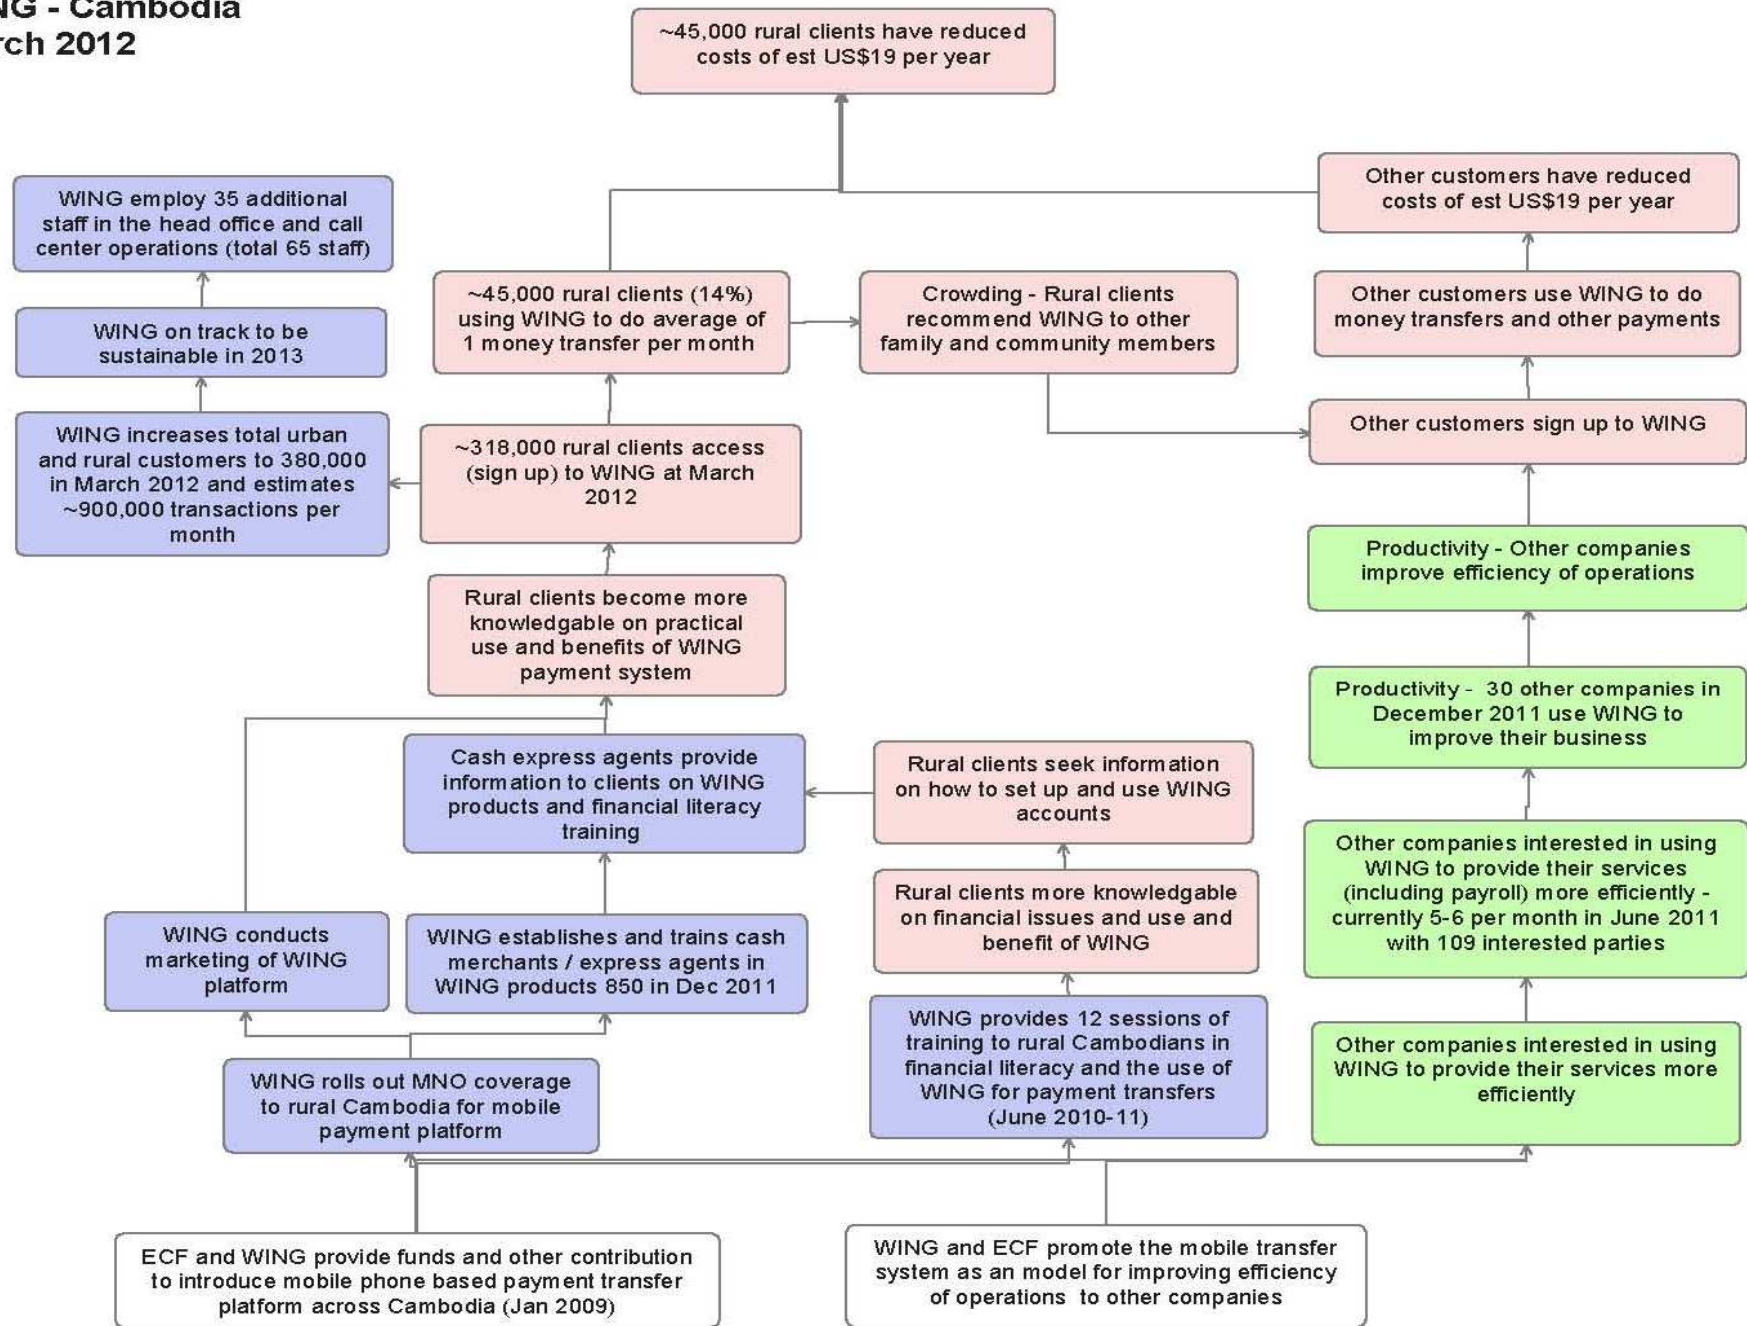 NG - Cambodia
rch 2012
~45,000 rural clients have reduced
costs of est US$19 per year
WING employ 35 additional
staff in the head office and call
center operations (total 65 staff)
Other customers have reduced
costs of est US$19 per year
~45,000 rural clients (14%)
using WING to do average of
1 money transfer per month
Crowding - Rural clients
recommend WING to other
family and community members
Other customers use WING to do
money transfers and other payments
WING on track to be
sustainable in 2013
WING increases total urban
and rural customers to 380,000
in March 2012 and estimates
~900,000 transactions per
month
~318,000 rural clients access
(sign up) to WING at March
2012
Other customers sign up to WING
Productivity - Other companies
improve efficiency of operations
Rural clients become more
knowledgable on practical
use and benefits of WING
payment system
Productivity -  30 other companies in
December 2011 use WING to
improve their business
Cash express agents provide
information to clients on WING
products and financial literacy
training
Rural clients seek information
on how to set up and use WING
accounts
Other companies interested in using
WING to provide their services
(including payroll) more efficiently -
currently 5-6 per month in June 2011
with 109 interested parties
Rural clients more knowledgable
on financial issues and use and
benefit of WING
WING conducts
marketing of WING
platform
WING establishes and trains cash
merchants / express agents in
WING products 850 in Dec 2011
WING provides 12 sessions of
training to rural Cambodians in
financial literacy and the use of
WING for payment transfers
(June 2010-11)
Other companies interested in using
WING to provide their services more
efficiently
WING rolls out MNO coverage
to rural Cambodia for mobile
payment platform
ECF and WING provide funds and other contribution
to introduce mobile phone based payment transfer
platform across Cambodia (Jan 2009)
WING and ECF promote the mobile transfer
system as an model for improving efficiency
of operations  to other companies